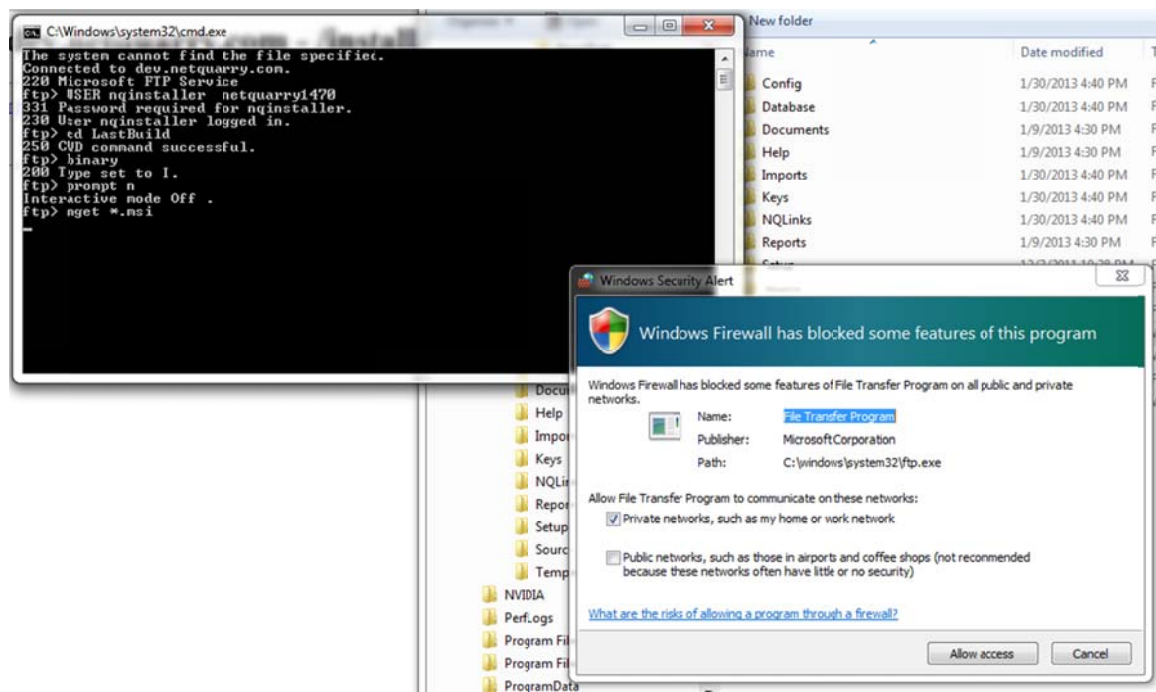 C:\Windows\system32\cmd.exe
The system cannot find the file specified.
Connected to dev.netquarry.com.
220 Microsoft FTP Service
ftp> USER nqinstaller netquarry1470
331 Password required for nqinstaller.
230 User nqinstaller logged in.
ftp> cd LastBuild
250 CWD command successful.
ftp> binary
200 Type set to I.
ftp> prompt n
Interactive mode Off .
ftp> mget *.msi
New folder
Name Date modified
Config 1/30/2013 4:40 PM
Database 1/30/2013 4:40 PM
Documents 1/9/2013 4:30 PM
Help 1/9/2013 4:30 PM
Imports 1/30/2013 4:40 PM
Keys 1/30/2013 4:40 PM
NQLinks 1/30/2013 4:40 PM
Reports 1/9/2013 4:30 PM
Windows Security Alert
Windows Firewall has blocked some features of this program
Windows Firewall has blocked some features of File Transfer Program on all public and private
networks.
Name: File Transfer Program
Publisher: Microsoft Corporation
Path: C:\windows\system32\ftp.exe
Allow File Transfer Program to communicate on these networks:
Private networks, such as my home or work network
Public networks, such as those in airports and coffee shops (not recommended
because these networks often have little or no security)
What are the risks of allowing a program through a firewall?
Allow access Cancel
Docu
Help
Impo
Keys
NQLi
Repor
Setup
Sourc
Temp
NVIDIA
PerfLogs
Program Fil
Program Fil
ProgramData